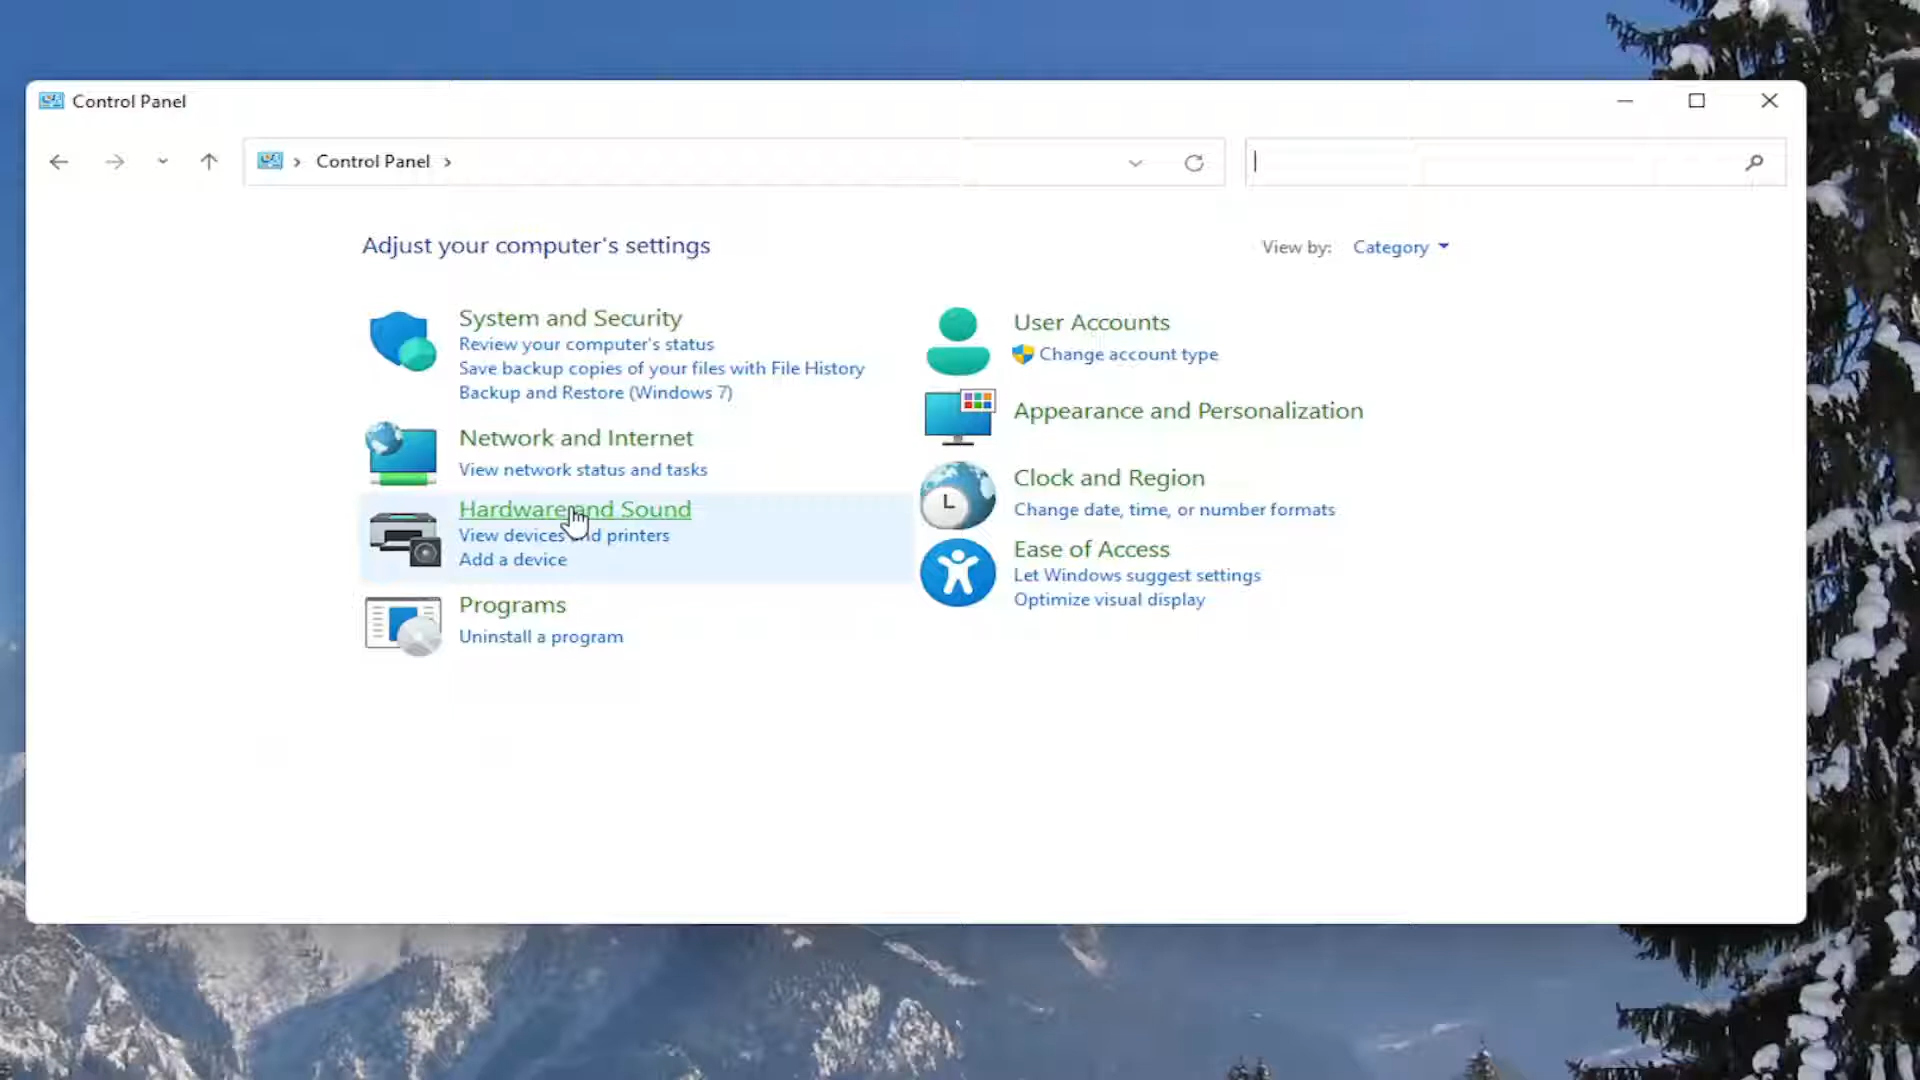 Control Panel
Control Panel
Adjust your computer's settings
View by: Category
System and Security
Review your computer's status
Save backup copies of your files with File History
Backup and Restore (Windows 7)
Network and Internet
View network status and tasks
Hardware and Sound
View devices and printers
Add a device
Programs
Uninstall a program
User Accounts
Change account type
Appearance and Personalization
Clock and Region
Change date, time, or number formats
Ease of Access
Let Windows suggest settings
Optimize visual display